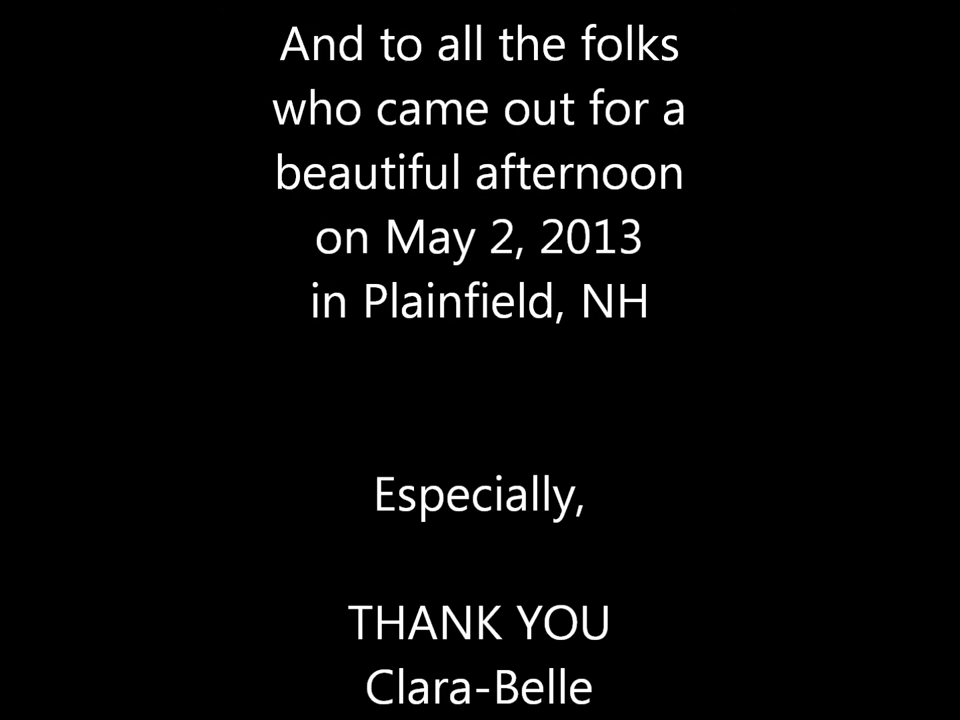 And to all the folks
who came out for a
beautiful afternoon
on May 2, 2013
in Plainfield, NH
Especially,
THANK YOU
Clara-Belle